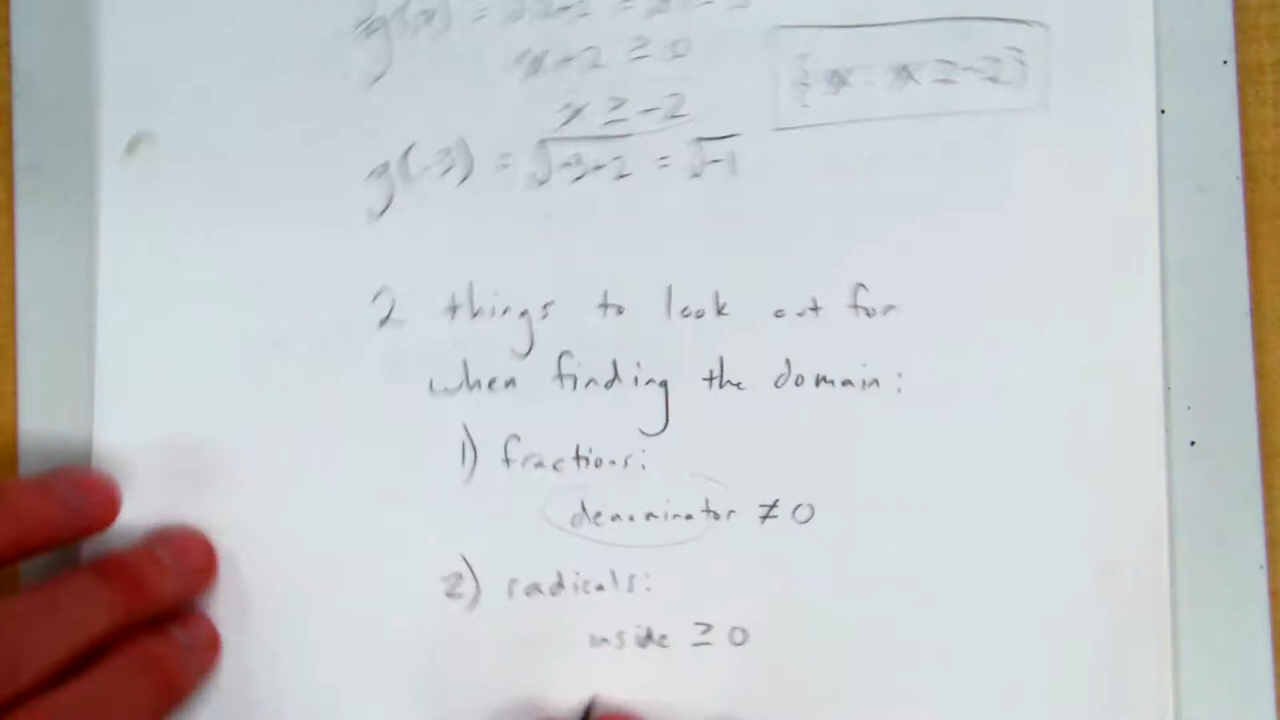 x+2 ≥ 0
x ≥ -2
{x : x ≥ -2}
g(-3) = √-3+2 = √-1
2 things to look out for
when finding the domain:
1) fractions:
denominator ≠ 0
2) radicals:
inside ≥ 0